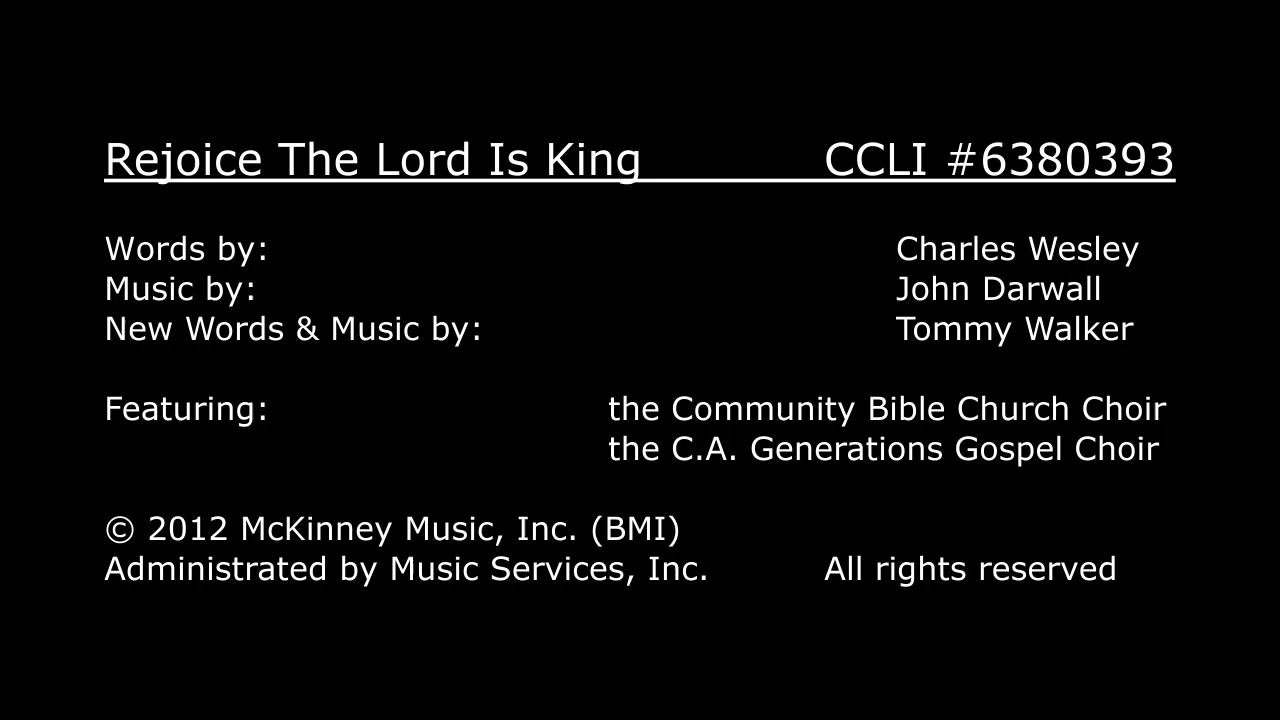 Rejoice The Lord Is King CCLI #6380393
Words by: Charles Wesley
Music by: John Darwall
New Words & Music by: Tommy Walker
Featuring: the Community Bible Church Choir
the C.A. Generations Gospel Choir
© 2012 McKinney Music, Inc. (BMI)
Administrated by Music Services, Inc. All rights reserved